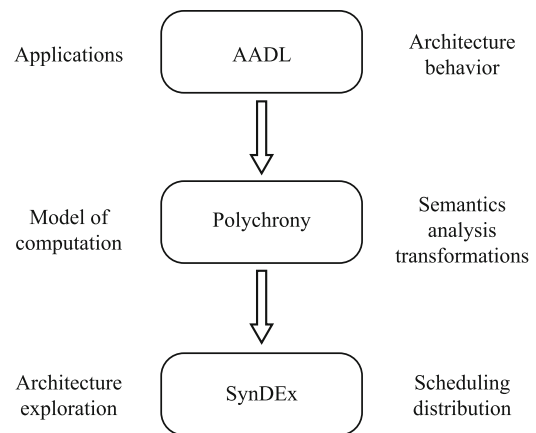 Applications
AADL
Architecture
behavior
Model of
computation
Polychrony
Semantics
analysis
transformations
Architecture
exploration
SynDEx
Scheduling
distribution